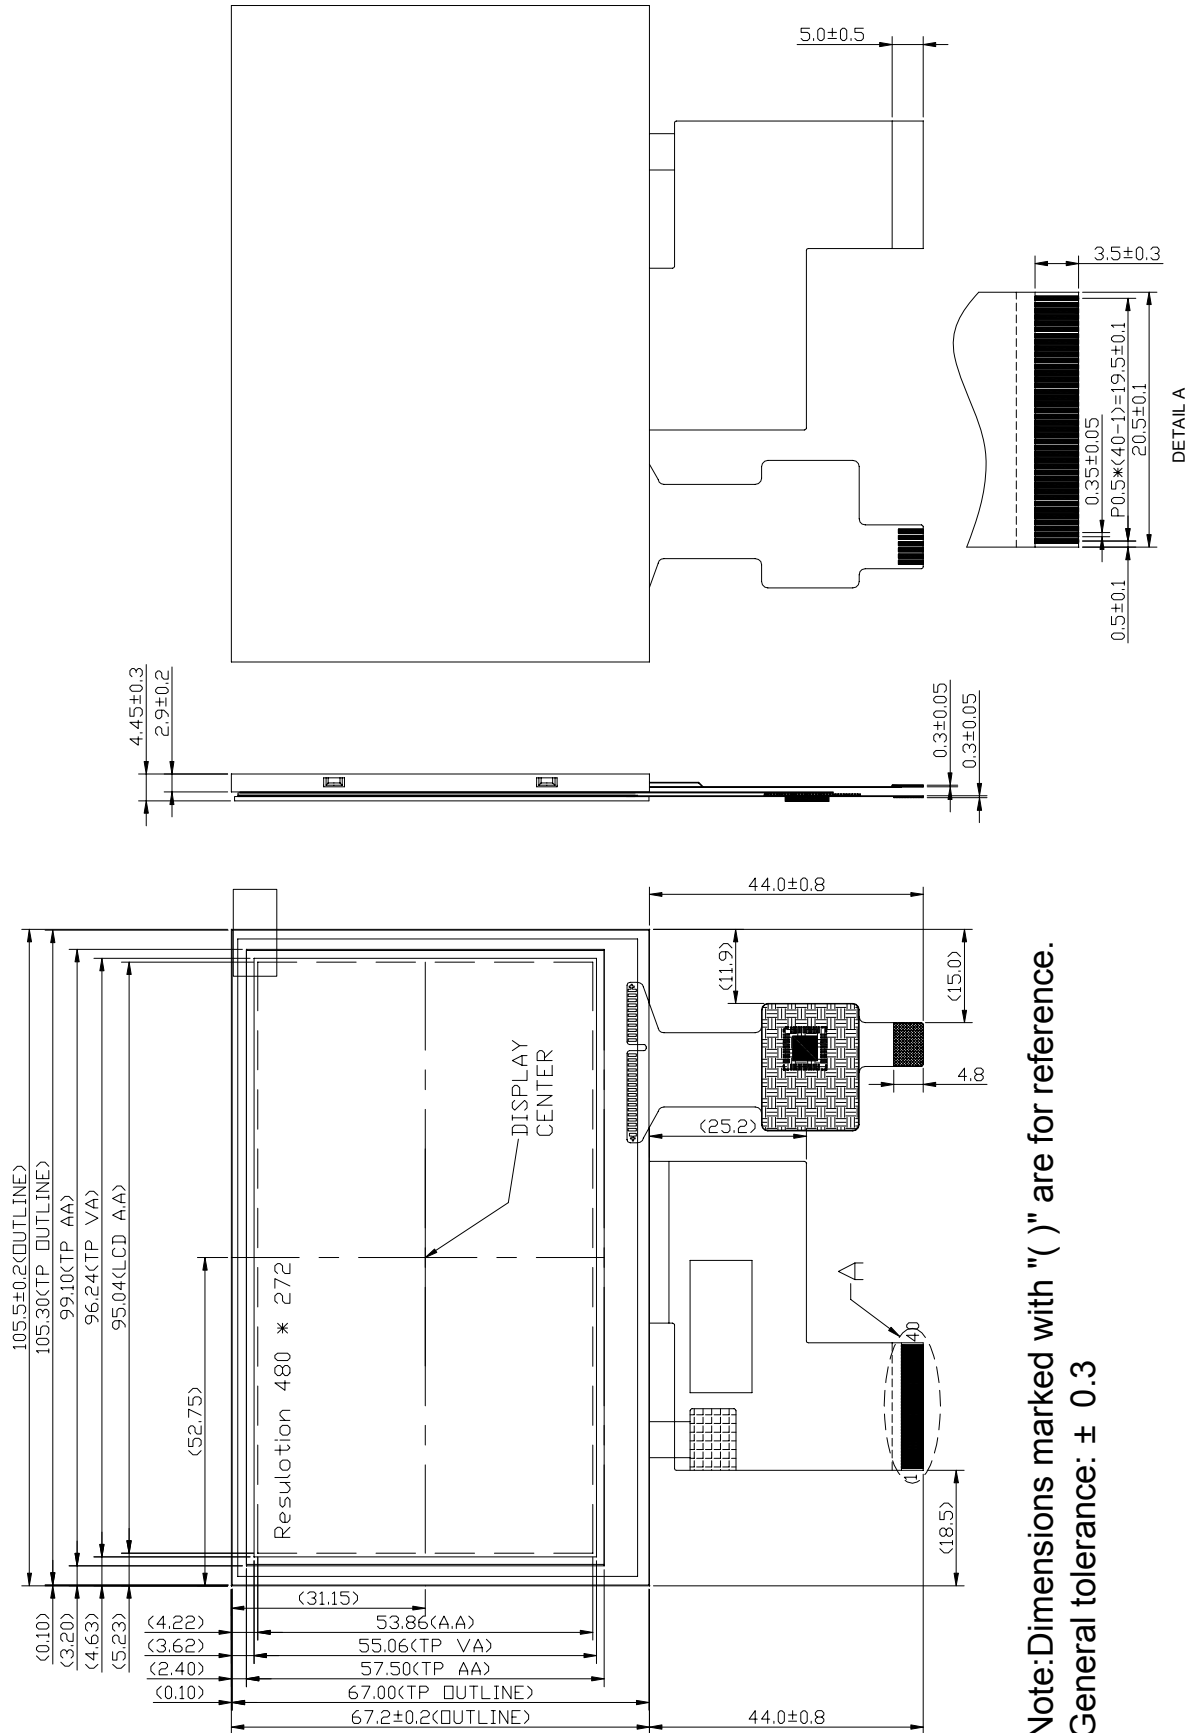 5.0±0.5
3.5±0.3
P0.5*(40-1)=19.5±0.1
20.5±0.1
0.35±0.05
0.5±0.1
DETAIL A
4.45±0.3
2.9±0.2
0.3±0.05
0.3±0.05
44.0±0.8
(11.9)
(15.0)
4.8
(25.2)
105.5±0.2(OUTLINE)
105.30(TP OUTLINE)
99.10(TP AA)
96.24(TP VA)
95.04(LCD A.A)
DISPLAY
CENTER
(52.75)
Resulotion 480 * 272
A
40
1
(18.5)
(0.10)
(3.20)
(4.63)
(5.23)
(31.15)
(4.22)
53.86(A.A)
(3.62)
55.06(TP VA)
(2.40)
57.50(TP AA)
(0.10)
67.00(TP OUTLINE)
67.2±0.2(OUTLINE)
44.0±0.8
Note:Dimensions marked with "( )" are for reference.
General tolerance: ± 0.3